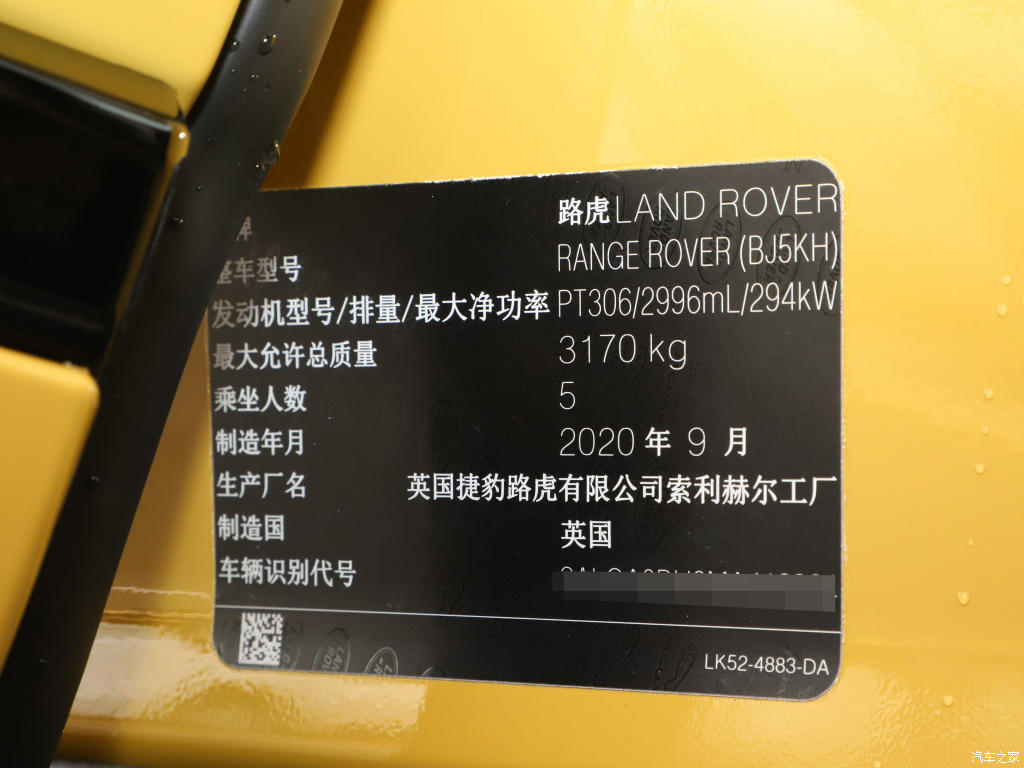 路虎LAND ROVER
整车型号 RANGE ROVER (BJ5KH)
发动机型号/排量/最大净功率 PT306/2996mL/294kW
最大允许总质量 3170 kg
乘坐人数 5
制造年月 2020 年 9 月
生产厂名 英国捷豹路虎有限公司索利赫尔工厂
制造国 英国
车辆识别代号
LK52-4883-DA
汽车之家